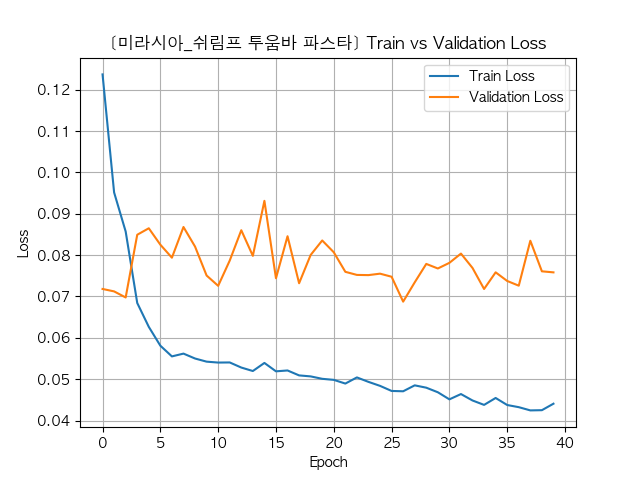 [미라시아_쉬림프 투움바 파스타] Train vs Validation Loss
Train Loss
Validation Loss
0.12
0.11
0.10
0.09
0.08
0.07
0.06
0.05
0.04
Loss
0 5 10 15 20 25 30 35 40
Epoch